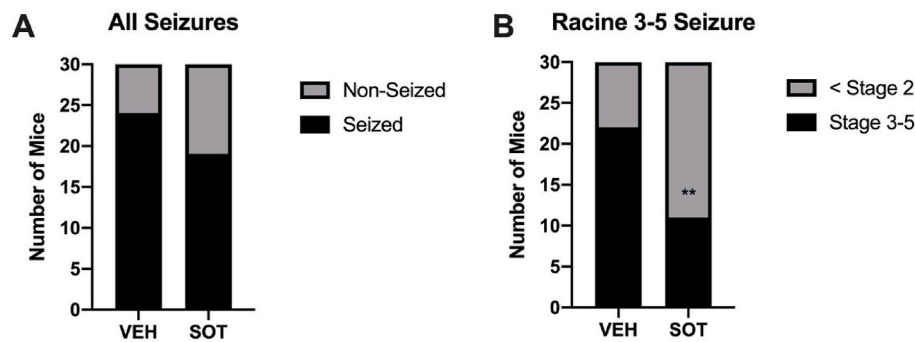 A
All Seizures
Number of Mice
30
25
20
15
10
5
0
VEH
SOT
Non-Seized
Seized
B
Racine 3-5 Seizure
Number of Mice
30
25
20
15
10
5
0
**
VEH
SOT
< Stage 2
Stage 3-5